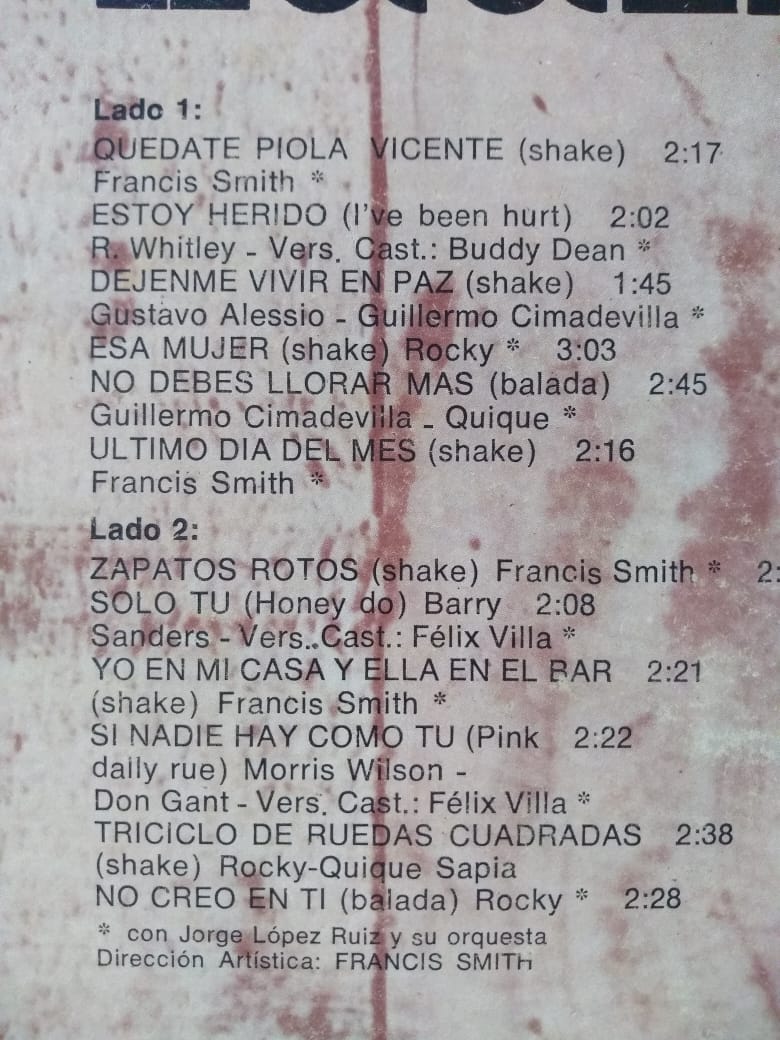 Lado 1:
QUEDATE PIOLA VICENTE (shake) 2:17
Francis Smith *
ESTOY HERIDO (I've been hurt) 2:02
R. Whitley - Vers. Cast.: Buddy Dean *
DEJENME VIVIR EN PAZ (shake) 1:45
Gustavo Alessio - Guillermo Cimadevilla *
ESA MUJER (shake) Rocky * 3:03
NO DEBES LLORAR MAS (balada) 2:45
Guillermo Cimadevilla - Quique *
ULTIMO DIA DEL MES (shake) 2:16
Francis Smith *
Lado 2:
ZAPATOS ROTOS (shake) Francis Smith * 2:
SOLO TU (Honey do) Barry 2:08
Sanders - Vers..Cast.: Félix Villa *
YO EN MI CASA Y ELLA EN EL BAR 2:21
(shake) Francis Smith *
SI NADIE HAY COMO TU (Pink 2:22
daily rue) Morris Wilson -
Don Gant - Vers. Cast.: Félix Villa *
TRICICLO DE RUEDAS CUADRADAS 2:38
(shake) Rocky-Quique Sapia
NO CREO EN TI (balada) Rocky * 2:28
* con Jorge López Ruiz y su orquesta
Dirección Artística: FRANCIS SMITH